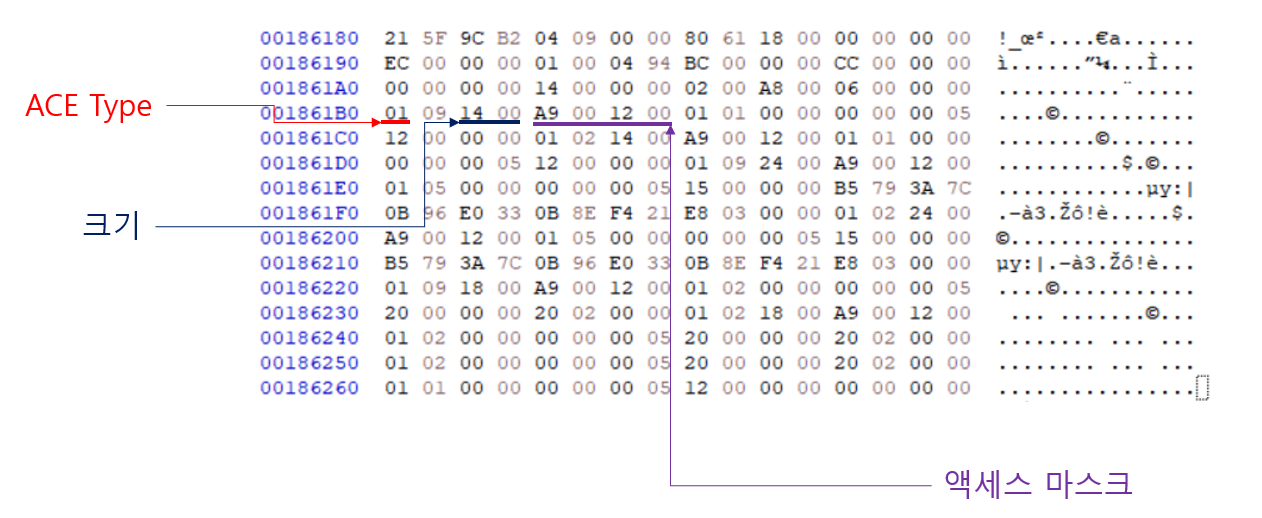 00186180 21 5F 9C B2 04 09 00 00 80 61 18 00 00 00 00 00 !_œ²....€a......
00186190 EC 00 00 00 01 00 04 94 BC 00 00 00 CC 00 00 00 ì......”¼...Ì...
001861A0 00 00 00 00 14 00 00 00 02 00 A8 00 06 00 00 00 ..........¨.....
ACE Type
001861B0 01 09 14 00 A9 00 12 00 01 01 00 00 00 00 00 05 ....©...........
001861C0 12 00 00 00 01 02 14 00 A9 00 12 00 01 01 00 00 ........©.......
001861D0 00 00 00 05 12 00 00 00 01 09 24 00 A9 00 12 00 ..........$.©...
001861E0 01 05 00 00 00 00 00 05 15 00 00 00 B5 79 3A 7C ............µy:|
크기
001861F0 0B 96 E0 33 0B 8E F4 21 E8 03 00 00 01 02 24 00 .–à3.Žô!è.....$.
00186200 A9 00 12 00 01 05 00 00 00 00 00 05 15 00 00 00 ©...............
00186210 B5 79 3A 7C 0B 96 E0 33 0B 8E F4 21 E8 03 00 00 µy:|.–à3.Žô!è...
00186220 01 09 18 00 A9 00 12 00 01 02 00 00 00 00 00 05 ....©...........
00186230 20 00 00 00 20 02 00 00 01 02 18 00 A9 00 12 00  ... .......©...
00186240 01 02 00 00 00 00 00 05 20 00 00 00 20 02 00 00 ........ ... ...
00186250 01 02 00 00 00 00 00 05 20 00 00 00 20 02 00 00 ........ ... ...
00186260 01 01 00 00 00 00 00 05 12 00 00 00 00 00 00 00 ................
액세스 마스크